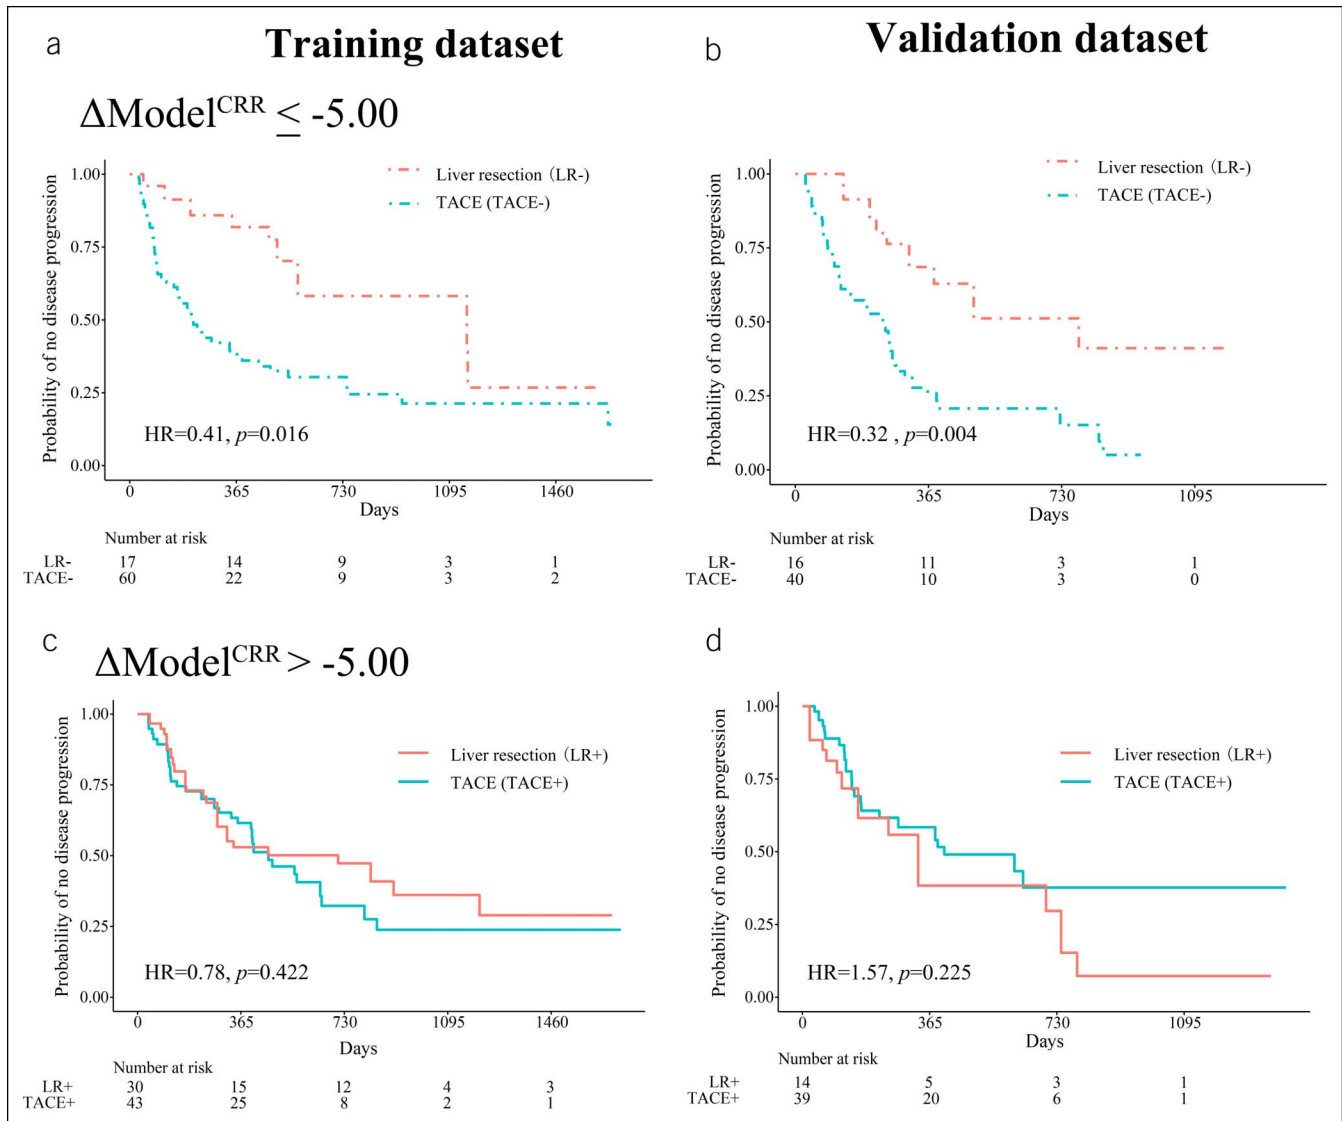 a
Training dataset
b
Validation dataset
ΔModel^CRR ≤ -5.00
Probability of no disease progression
1.00
0.75
0.50
0.25
0.00
Liver resection (LR-)
TACE (TACE-)
HR=0.41, p=0.016
0 365 730 1095 1460
Days
Number at risk
LR- 17 14 9 3 1
TACE- 60 22 9 3 2
Probability of no disease progression
1.00
0.75
0.50
0.25
0.00
Liver resection (LR-)
TACE (TACE-)
HR=0.32 , p=0.004
0 365 730 1095
Days
Number at risk
LR- 16 11 3 1
TACE- 40 10 3 0
c
ΔModel^CRR > -5.00
Probability of no disease progression
1.00
0.75
0.50
0.25
0.00
Liver resection (LR+)
TACE (TACE+)
HR=0.78, p=0.422
0 365 730 1095 1460
Days
Number at risk
LR+ 30 15 12 4 3
TACE+ 43 25 8 2 1
d
Probability of no disease progression
1.00
0.75
0.50
0.25
0.00
Liver resection (LR+)
TACE (TACE+)
HR=1.57, p=0.225
0 365 730 1095
Days
Number at risk
LR+ 14 5 3 1
TACE+ 39 20 6 1